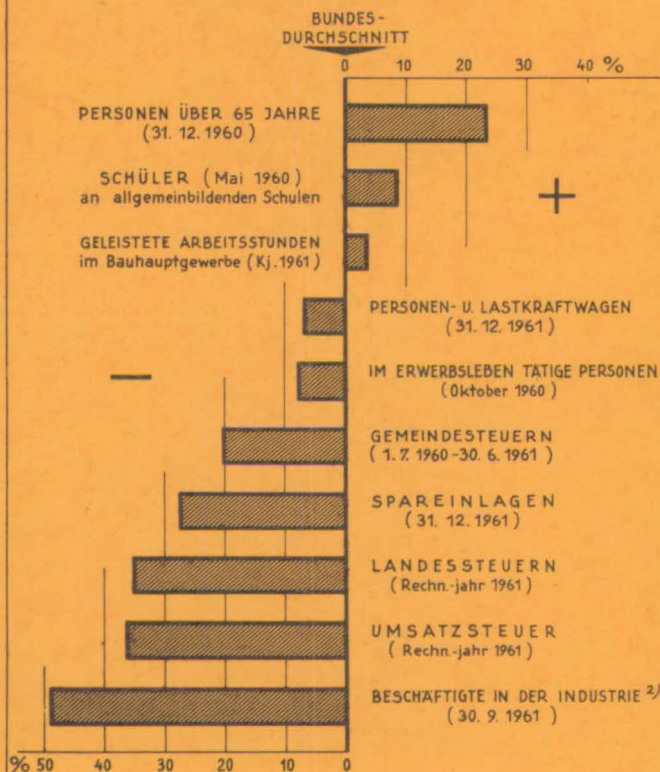 BUNDES-
DURCHSCHNITT
0 10 20 30 40 %
PERSONEN ÜBER 65 JAHRE
(31. 12. 1960)
SCHÜLER (Mai 1960)
an allgemeinbildenden Schulen
+
GELEISTETE ARBEITSSTUNDEN
im Bauhauptgewerbe (Kj. 1961)
PERSONEN- U. LASTKRAFTWAGEN
(31. 12. 1961)
—
IM ERWERBSLEBEN TÄTIGE PERSONEN
(Oktober 1960)
GEMEINDESTEUERN
(1. 7. 1960-30. 6. 1961)
SPAREINLAGEN
(31. 12. 1961)
LANDESSTEUERN
(Rechn.-jahr 1961)
UMSATZSTEUER
(Rechn.-jahr 1961)
BESCHÄFTIGTE IN DER INDUSTRIE 2)
(30. 9. 1961)
% 50 40 30 20 10 0